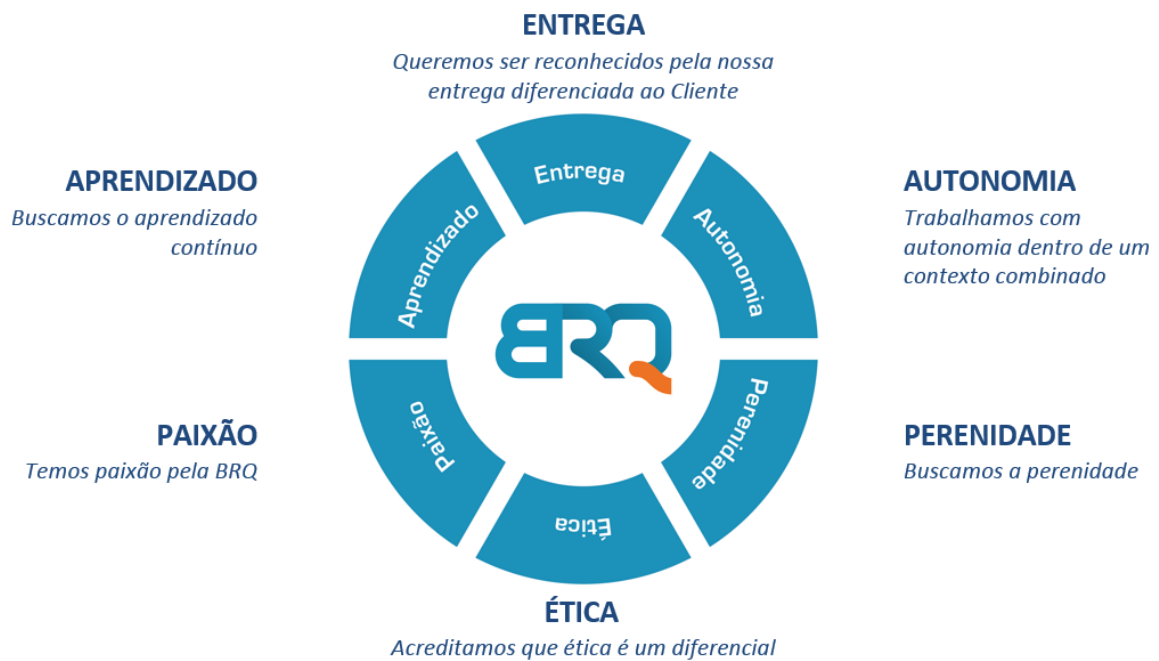 ENTREGA
Queremos ser reconhecidos pela nossa
entrega diferenciada ao Cliente
APRENDIZADO
Buscamos o aprendizado
contínuo
AUTONOMIA
Trabalhamos com
autonomia dentro de um
contexto combinado
Entrega
Aprendizado
Autonomia
BRQ
Paixão
Perenidade
Ética
PAIXÃO
Temos paixão pela BRQ
PERENIDADE
Buscamos a perenidade
ÉTICA
Acreditamos que ética é um diferencial